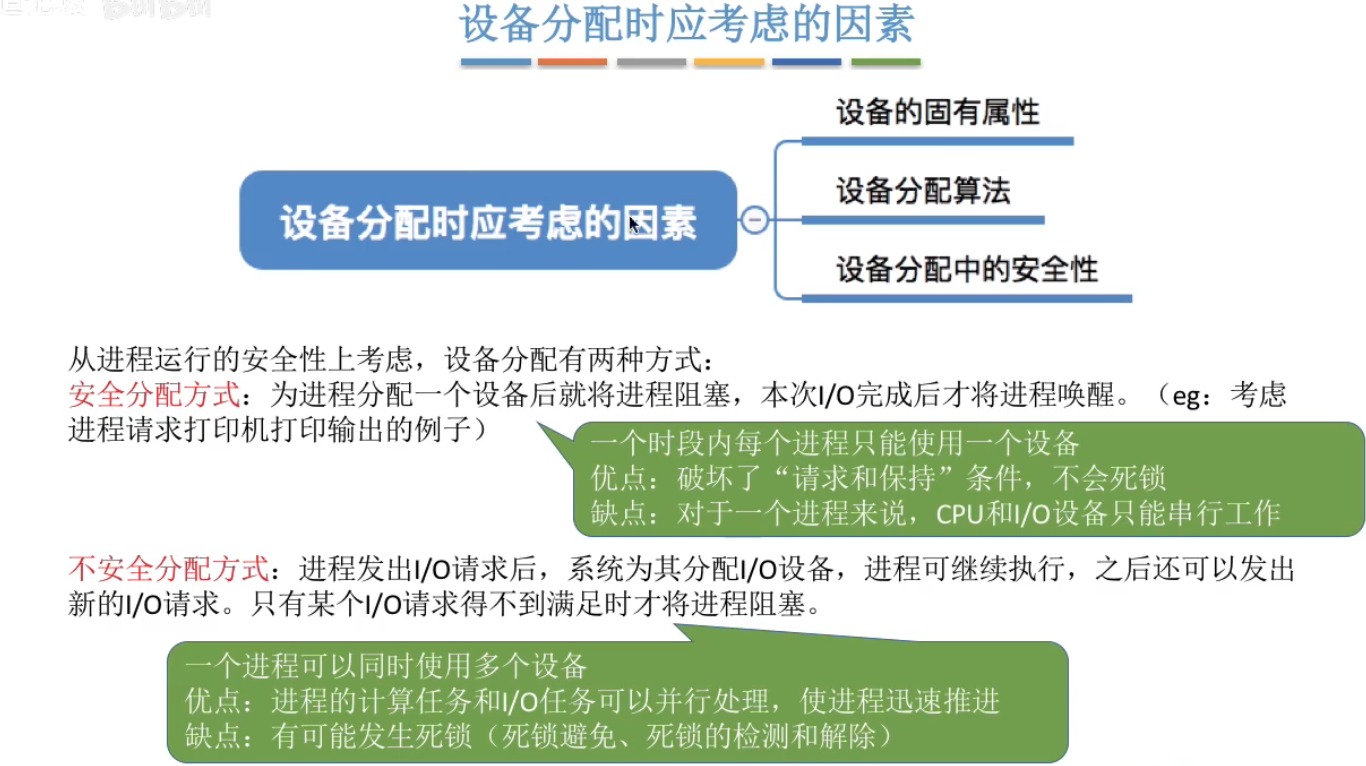 设备分配时应考虑的因素
设备的固有属性
设备分配算法
设备分配时应考虑的因素
设备分配中的安全性
从进程运行的安全性上考虑，设备分配有两种方式：
安全分配方式：为进程分配一个设备后就将进程阻塞，本次I/O完成后才将进程唤醒。（eg：考虑
进程请求打印机打印输出的例子）
一个时段内每个进程只能使用一个设备
优点：破坏了“请求和保持”条件，不会死锁
缺点：对于一个进程来说，CPU和I/O设备只能串行工作
不安全分配方式：进程发出I/O请求后，系统为其分配I/O设备，进程可继续执行，之后还可以发出
新的I/O请求。只有某个I/O请求得不到满足时才将进程阻塞。
一个进程可以同时使用多个设备
优点：进程的计算任务和I/O任务可以并行处理，使进程迅速推进
缺点：有可能发生死锁（死锁避免、死锁的检测和解除）